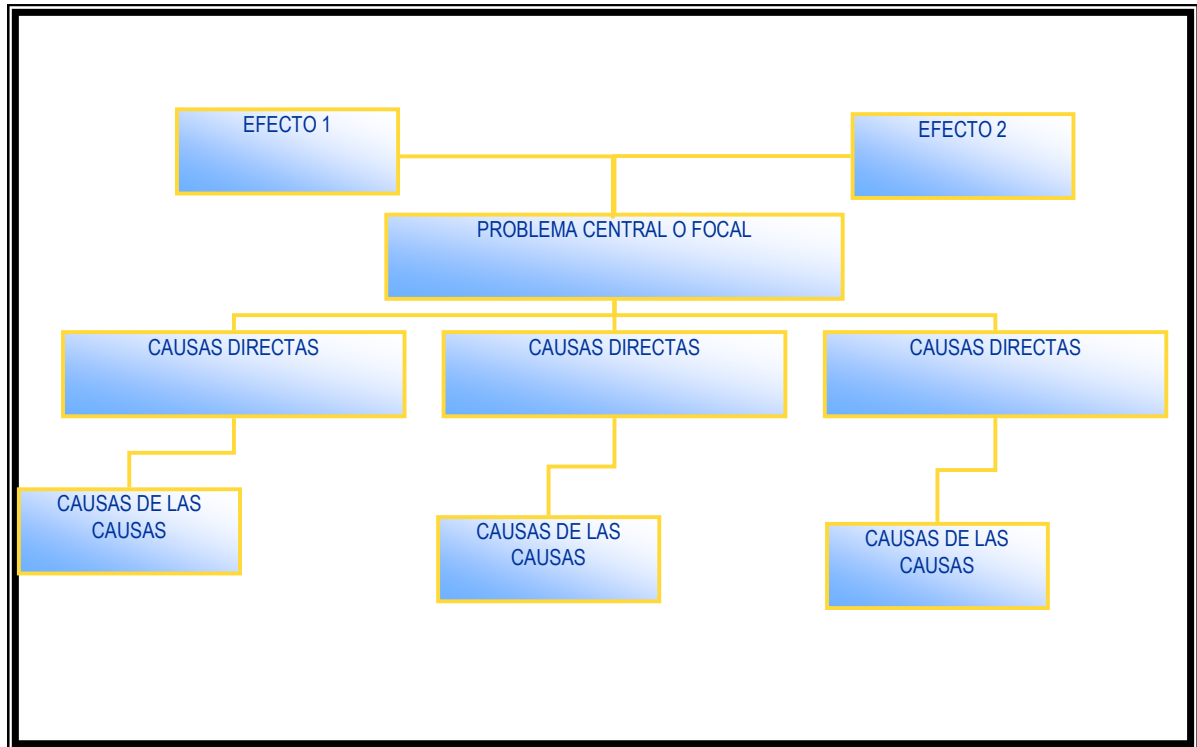 EFECTO 1
EFECTO 2
PROBLEMA CENTRAL O FOCAL
CAUSAS DIRECTAS
CAUSAS DIRECTAS
CAUSAS DIRECTAS
CAUSAS DE LAS
CAUSAS
CAUSAS DE LAS
CAUSAS
CAUSAS DE LAS
CAUSAS